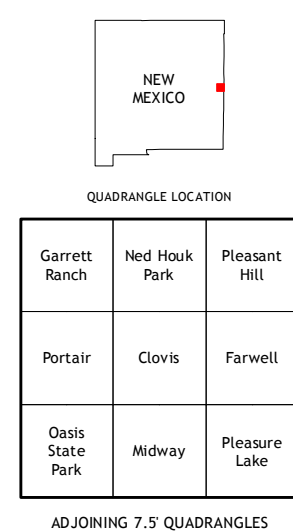 NEW
MEXICO
QUADRANGLE LOCATION
Garrett
Ranch
Ned Houk
Park
Pleasant
Hill
Portair
Clovis
Farwell
Oasis
State
Park
Midway
Pleasure
Lake
ADJOINING 7.5' QUADRANGLES